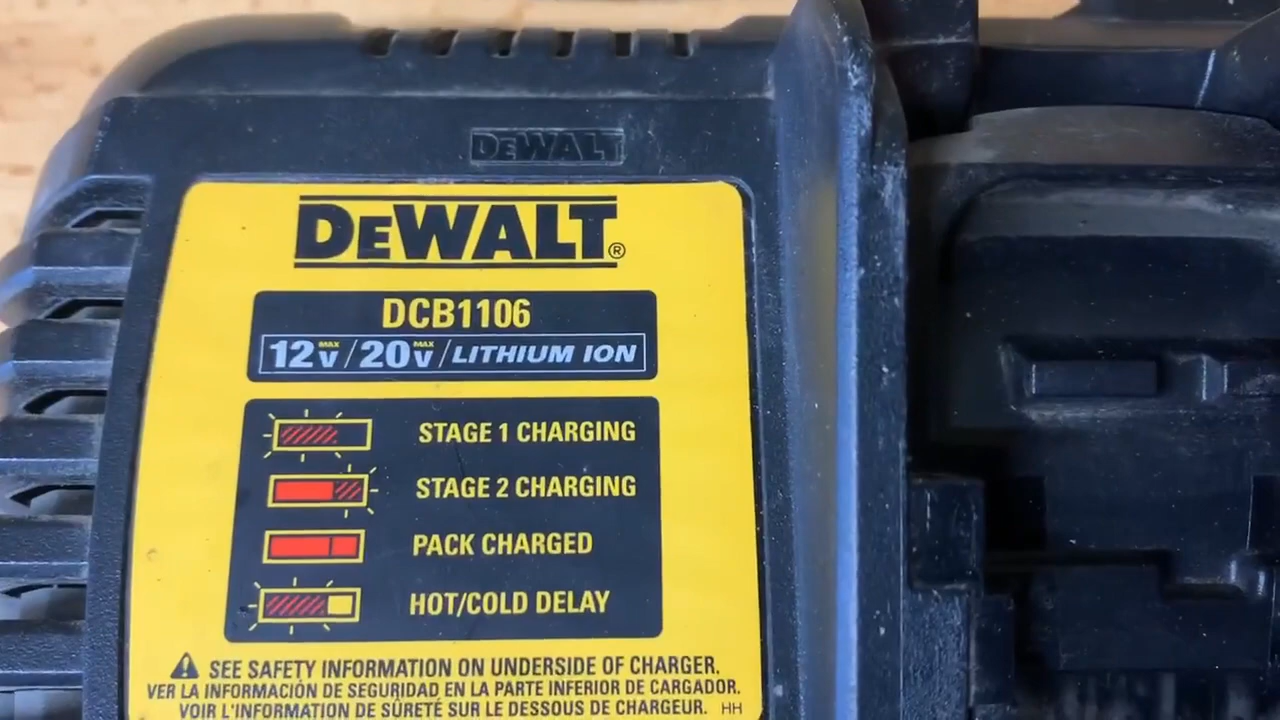 DEWALT
DEWALT®
DCB1106
12V MAX/20V MAX/LITHIUM ION
STAGE 1 CHARGING
STAGE 2 CHARGING
PACK CHARGED
HOT/COLD DELAY
SEE SAFETY INFORMATION ON UNDERSIDE OF CHARGER.
VER LA INFORMACIÓN DE SEGURIDAD EN LA PARTE INFERIOR DE CARGADOR.
VOIR L'INFORMATION DE SÛRETÉ SUR LE DESSOUS DE CHARGEUR. HH